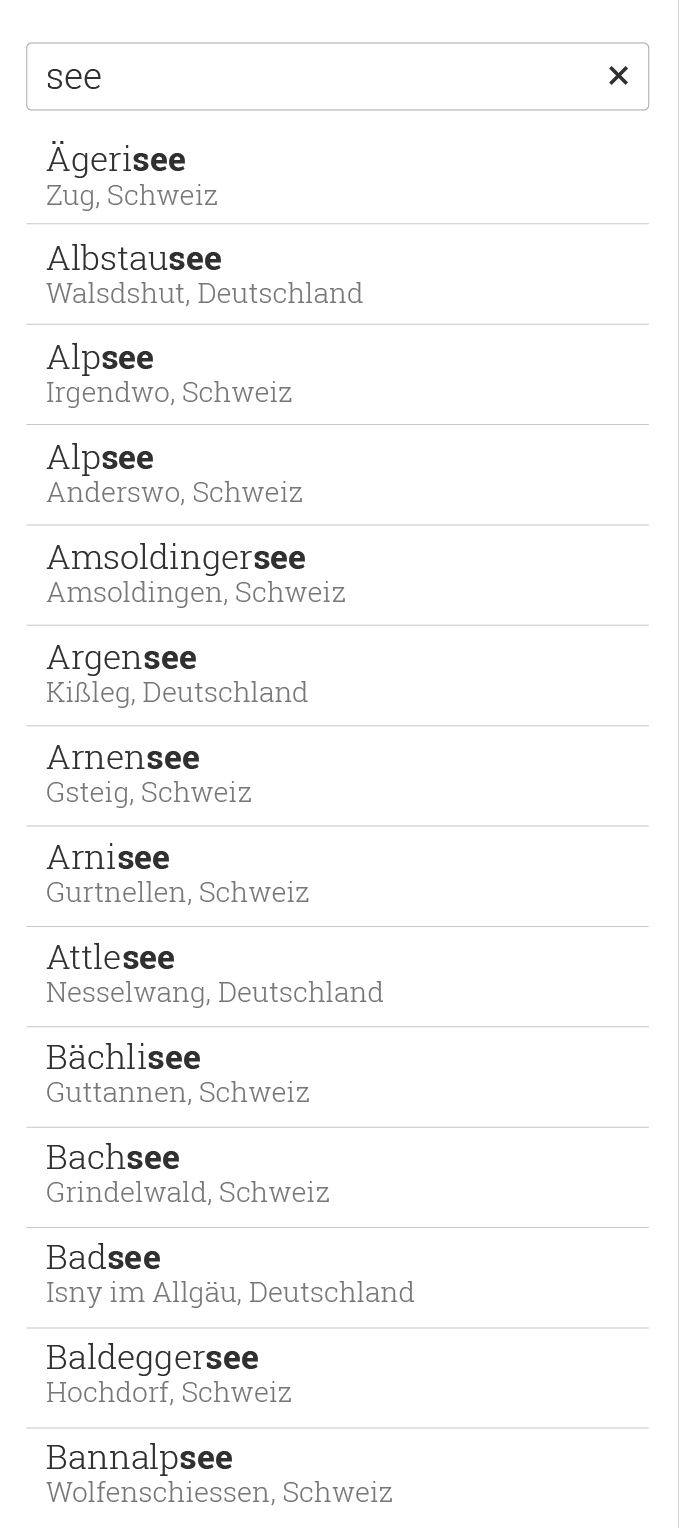 see
Ägerisee
Zug, Schweiz
Albstausee
Walsdshut, Deutschland
Alpsee
Irgendwo, Schweiz
Alpsee
Anderswo, Schweiz
Amsoldingersee
Amsoldingen, Schweiz
Argensee
Kißleg, Deutschland
Arnensee
Gsteig, Schweiz
Arnisee
Gurtnellen, Schweiz
Attlesee
Nesselwang, Deutschland
Bächlisee
Guttannen, Schweiz
Bachsee
Grindelwald, Schweiz
Badsee
Isny im Allgäu, Deutschland
Baldeggersee
Hochdorf, Schweiz
Bannalpsee
Wolfenschiessen, Schweiz